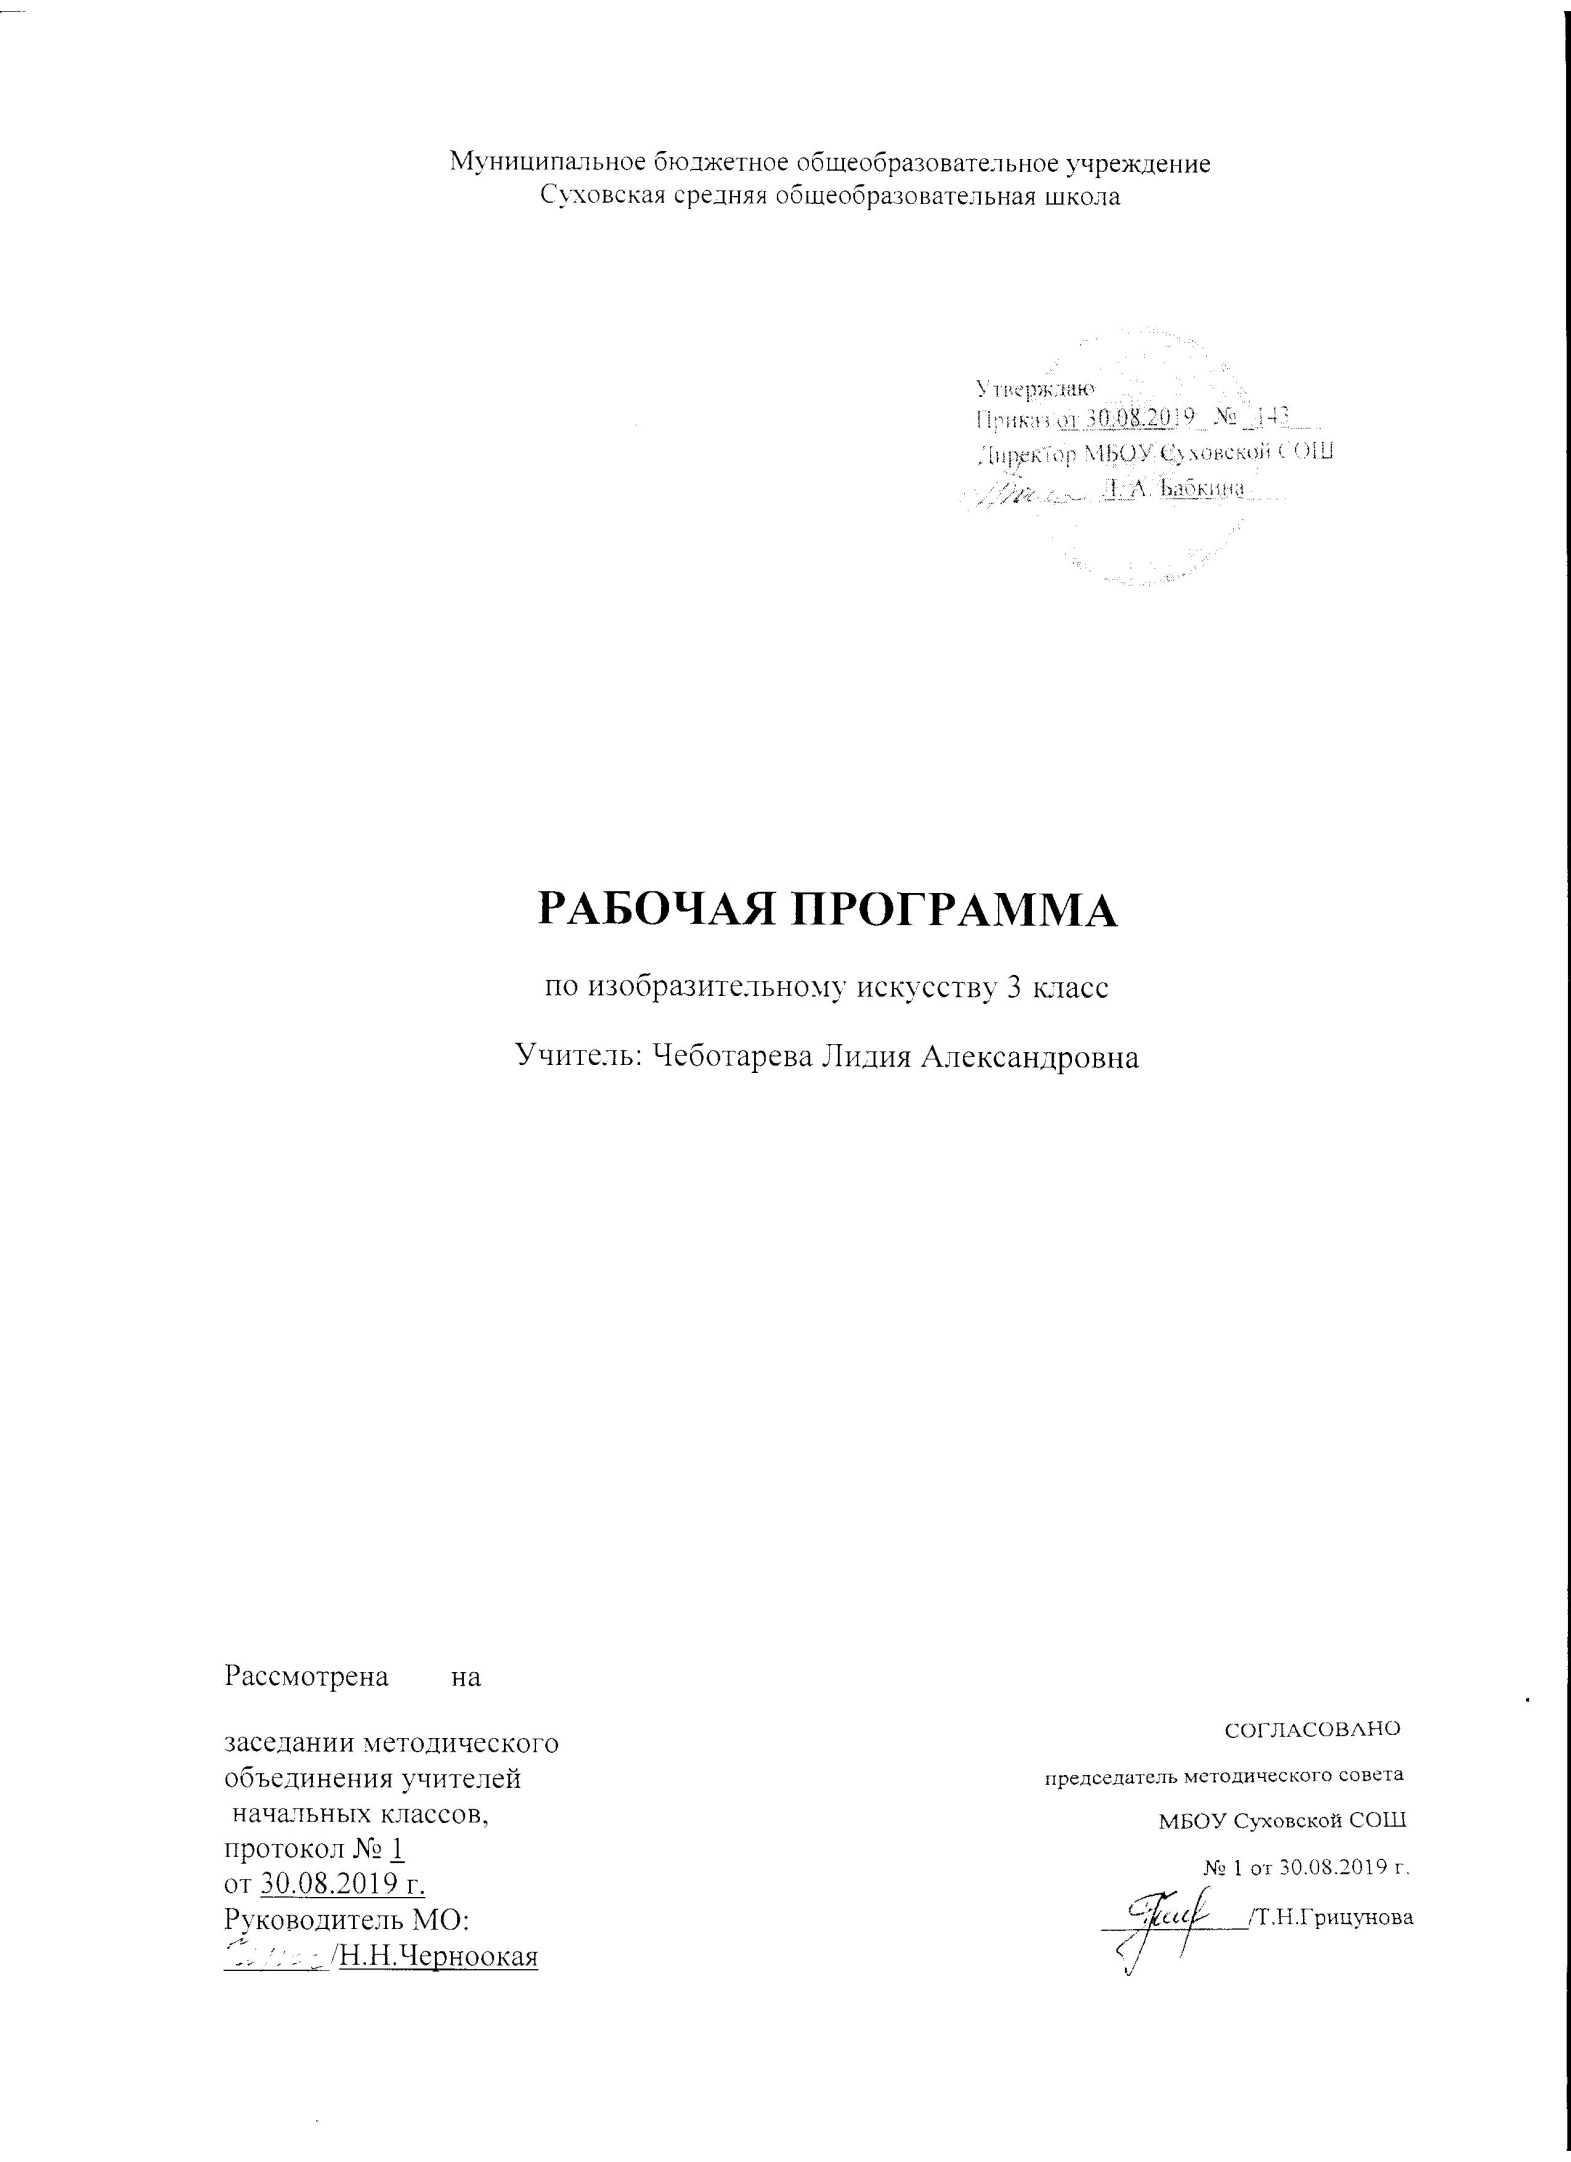 Муниципальное бюджетное общеобразовательное учреждение
Суховская средняя общеобразовательная школа
Утверждаю
Приказ от 30.08.2019 № 143
Директор МБОУ Суховской СОШ
Л. А. Бабкина
РАБОЧАЯ ПРОГРАММА
по изобразительному искусству 3 класс
Учитель: Чеботарева Лидия Александровна
Рассмотрена на
заседании методического
объединения учителей
начальных классов,
протокол № 1
от 30.08.2019 г.
Руководитель МО:
/Н.Н.Черноокая
СОГЛАСОВАНО
председатель методического совета
МБОУ Суховской СОШ
№ 1 от 30.08.2019 г.
/Т.Н.Грицунова